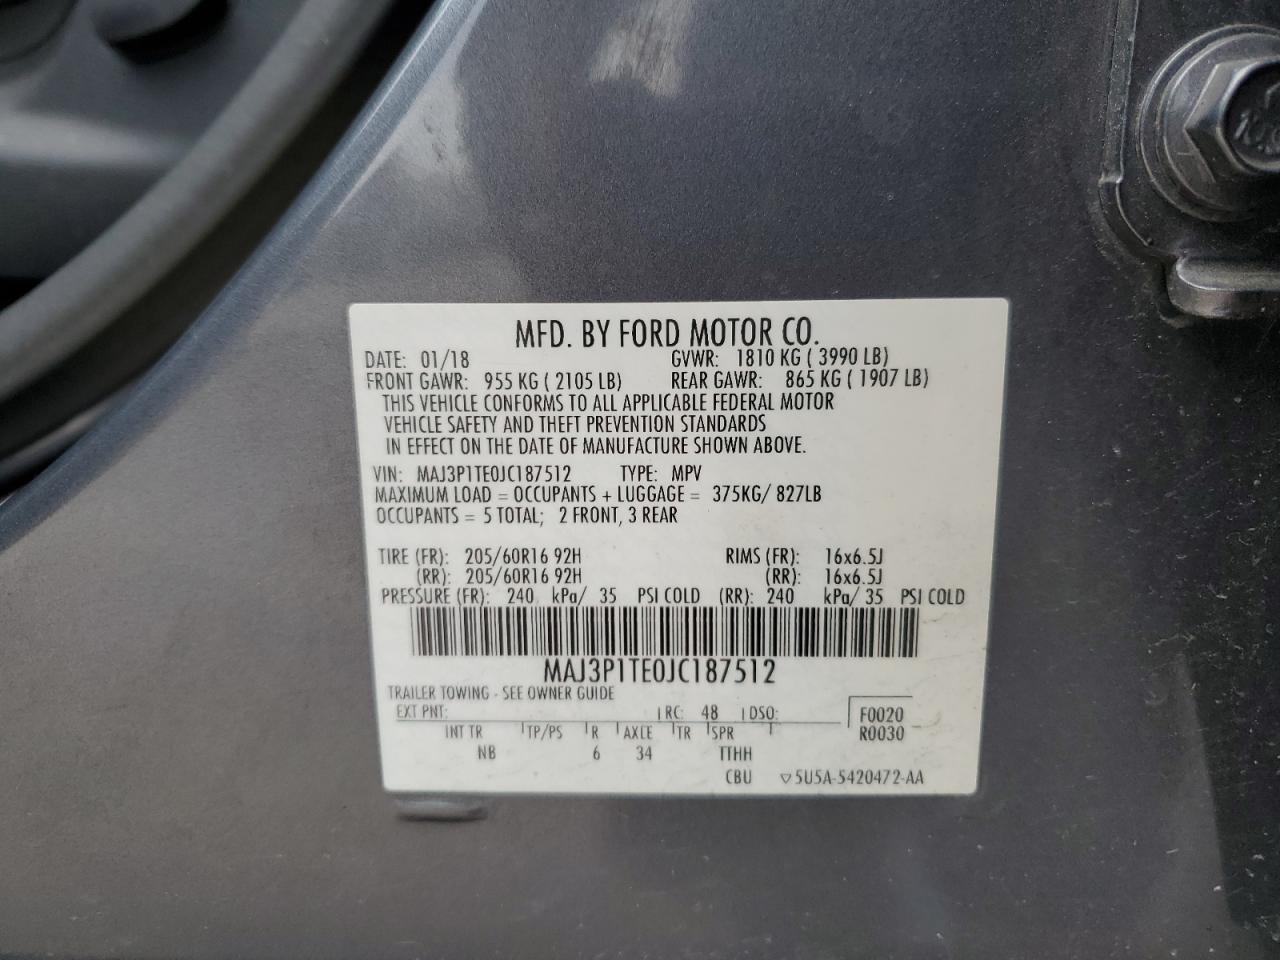 MFD. BY FORD MOTOR CO.
DATE: 01/18 GVWR: 1810 KG ( 3990 LB)
FRONT GAWR: 955 KG ( 2105 LB) REAR GAWR: 865 KG ( 1907 LB)
THIS VEHICLE CONFORMS TO ALL APPLICABLE FEDERAL MOTOR
VEHICLE SAFETY AND THEFT PREVENTION STANDARDS
IN EFFECT ON THE DATE OF MANUFACTURE SHOWN ABOVE.
VIN: MAJ3P1TE0JC187512 TYPE: MPV
MAXIMUM LOAD = OCCUPANTS + LUGGAGE = 375KG/ 827LB
OCCUPANTS = 5 TOTAL; 2 FRONT, 3 REAR
TIRE (FR): 205/60R16 92H RIMS (FR): 16x6.5J
(RR): 205/60R16 92H (RR): 16x6.5J
PRESSURE (FR): 240 kPa/ 35 PSI COLD (RR): 240 kPa/ 35 PSI COLD
MAJ3P1TE0JC187512
TRAILER TOWING - SEE OWNER GUIDE
EXT PNT: RC: 48 DSO: F0020
INT TR TP/PS R AXLE TR SPR R0030
NB 6 34 TTHH
CBU ▽5U5A-5420472-AA